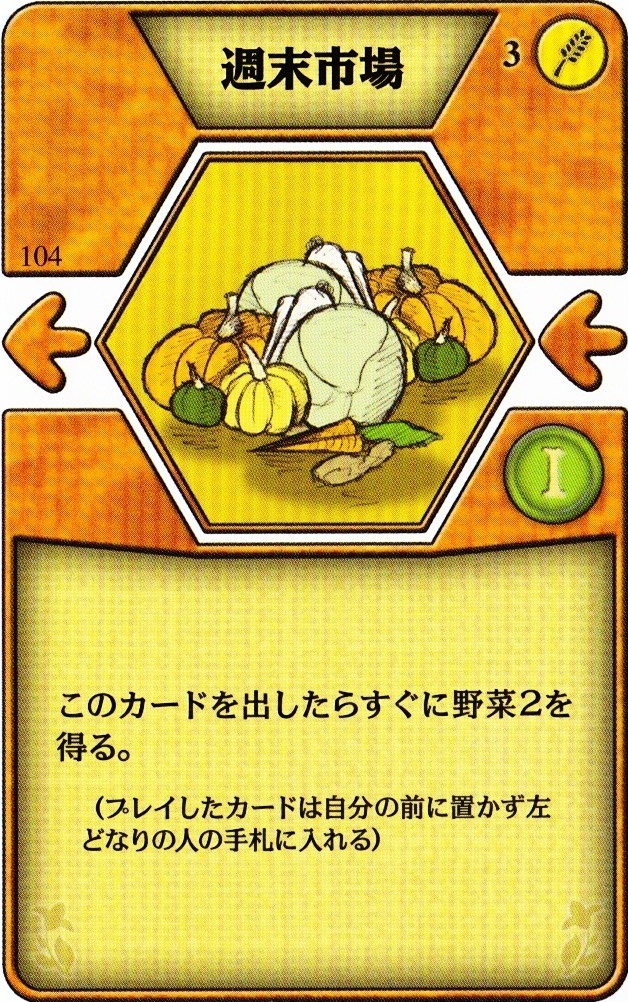 週末市場
3
104
I
このカードを出したらすぐに野菜2を
得る。
（プレイしたカードは自分の前に置かず左
どなりの人の手札に入れる）